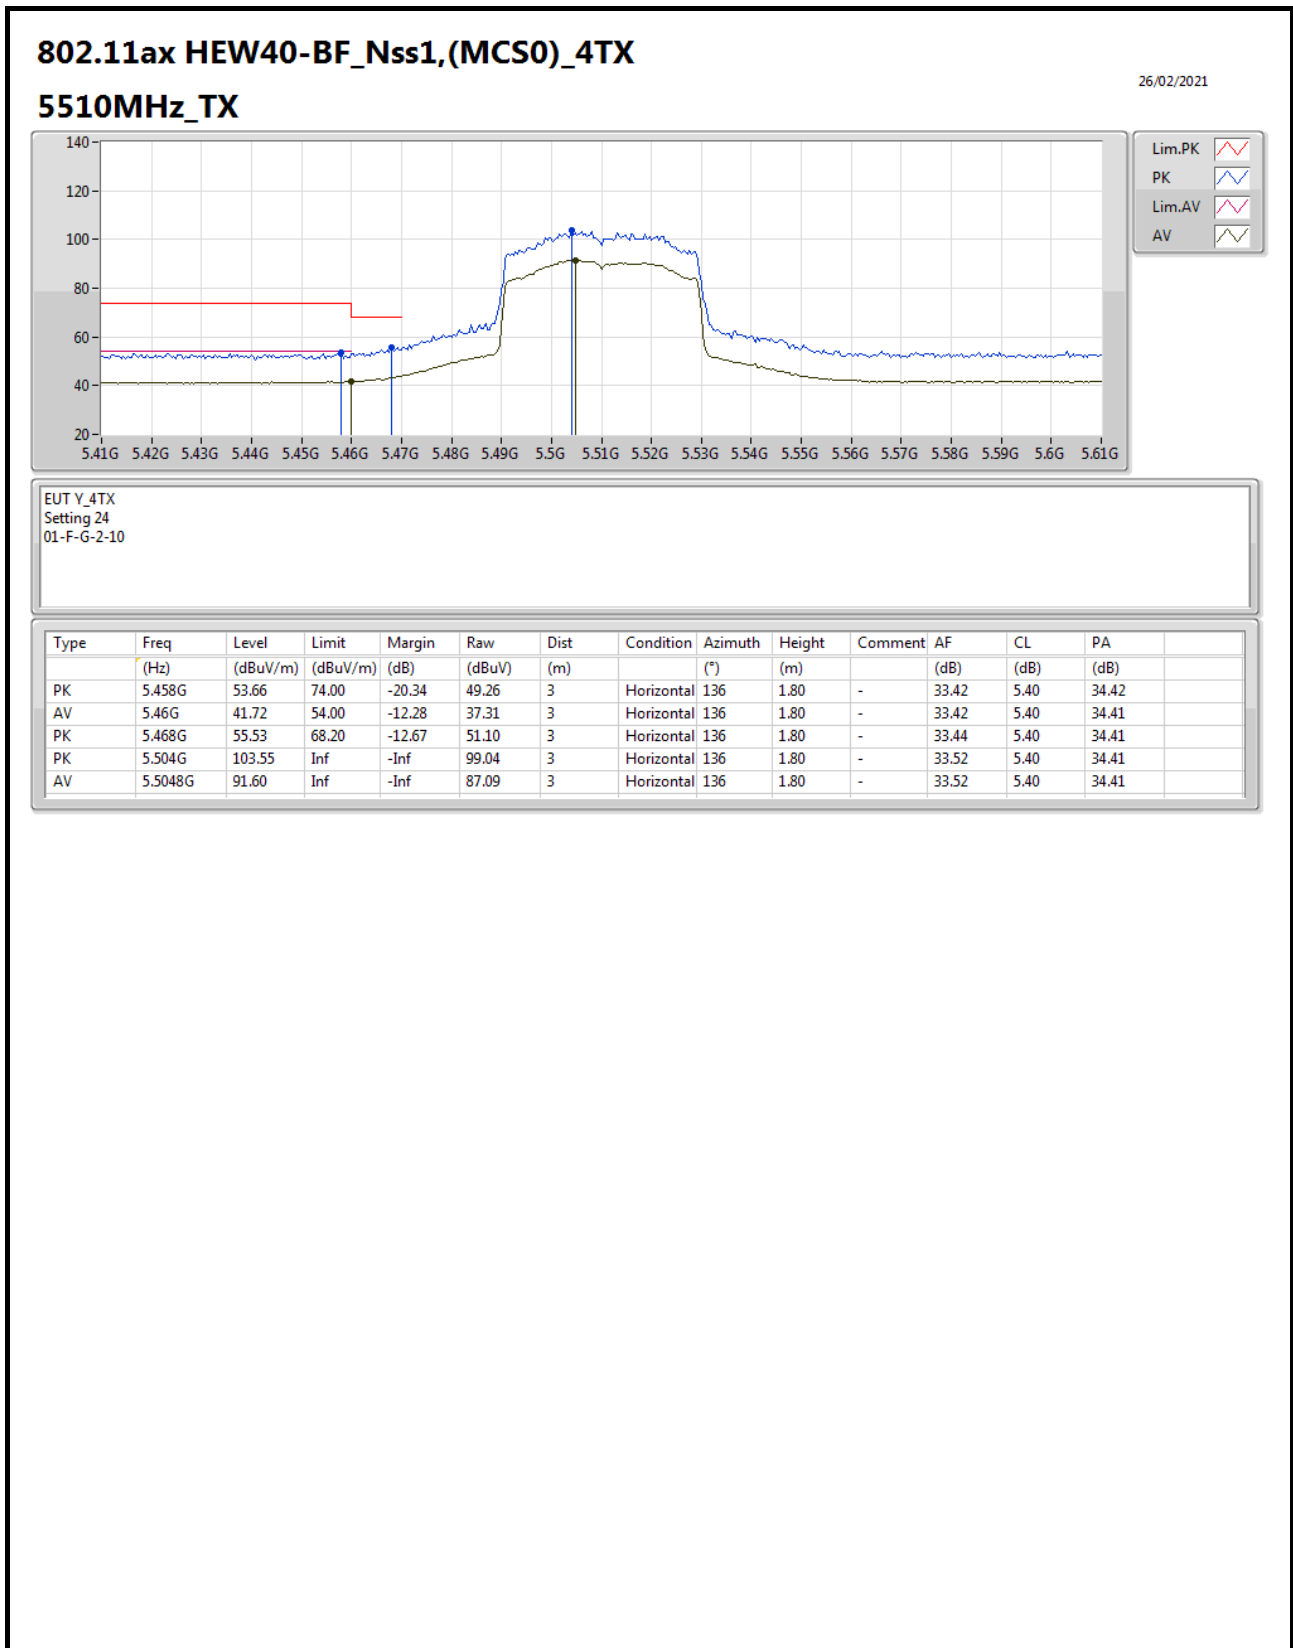 802.11ax HEW40-BF_Nss1,(MCS0)_4TX
26/02/2021
5510MHz_TX
140
120
100
80
60
40
20
5.41G 5.42G 5.43G 5.44G 5.45G 5.46G 5.47G 5.48G 5.49G 5.5G 5.51G 5.52G 5.53G 5.54G 5.55G 5.56G 5.57G 5.58G 5.59G 5.6G 5.61G
Lim.PK
PK
Lim.AV
AV
EUT Y_4TX
Setting 24
01-F-G-2-10
Type Freq Level Limit Margin Raw Dist Condition Azimuth Height Comment AF CL PA
(Hz) (dBuV/m) (dBuV/m) (dB) (dBuV) (m) (°) (m) (dB) (dB) (dB)
PK 5.458G 53.66 74.00 -20.34 49.26 3 Horizontal 136 1.80 - 33.42 5.40 34.42
AV 5.46G 41.72 54.00 -12.28 37.31 3 Horizontal 136 1.80 - 33.42 5.40 34.41
PK 5.468G 55.53 68.20 -12.67 51.10 3 Horizontal 136 1.80 - 33.44 5.40 34.41
PK 5.504G 103.55 Inf -Inf 99.04 3 Horizontal 136 1.80 - 33.52 5.40 34.41
AV 5.5048G 91.60 Inf -Inf 87.09 3 Horizontal 136 1.80 - 33.52 5.40 34.41